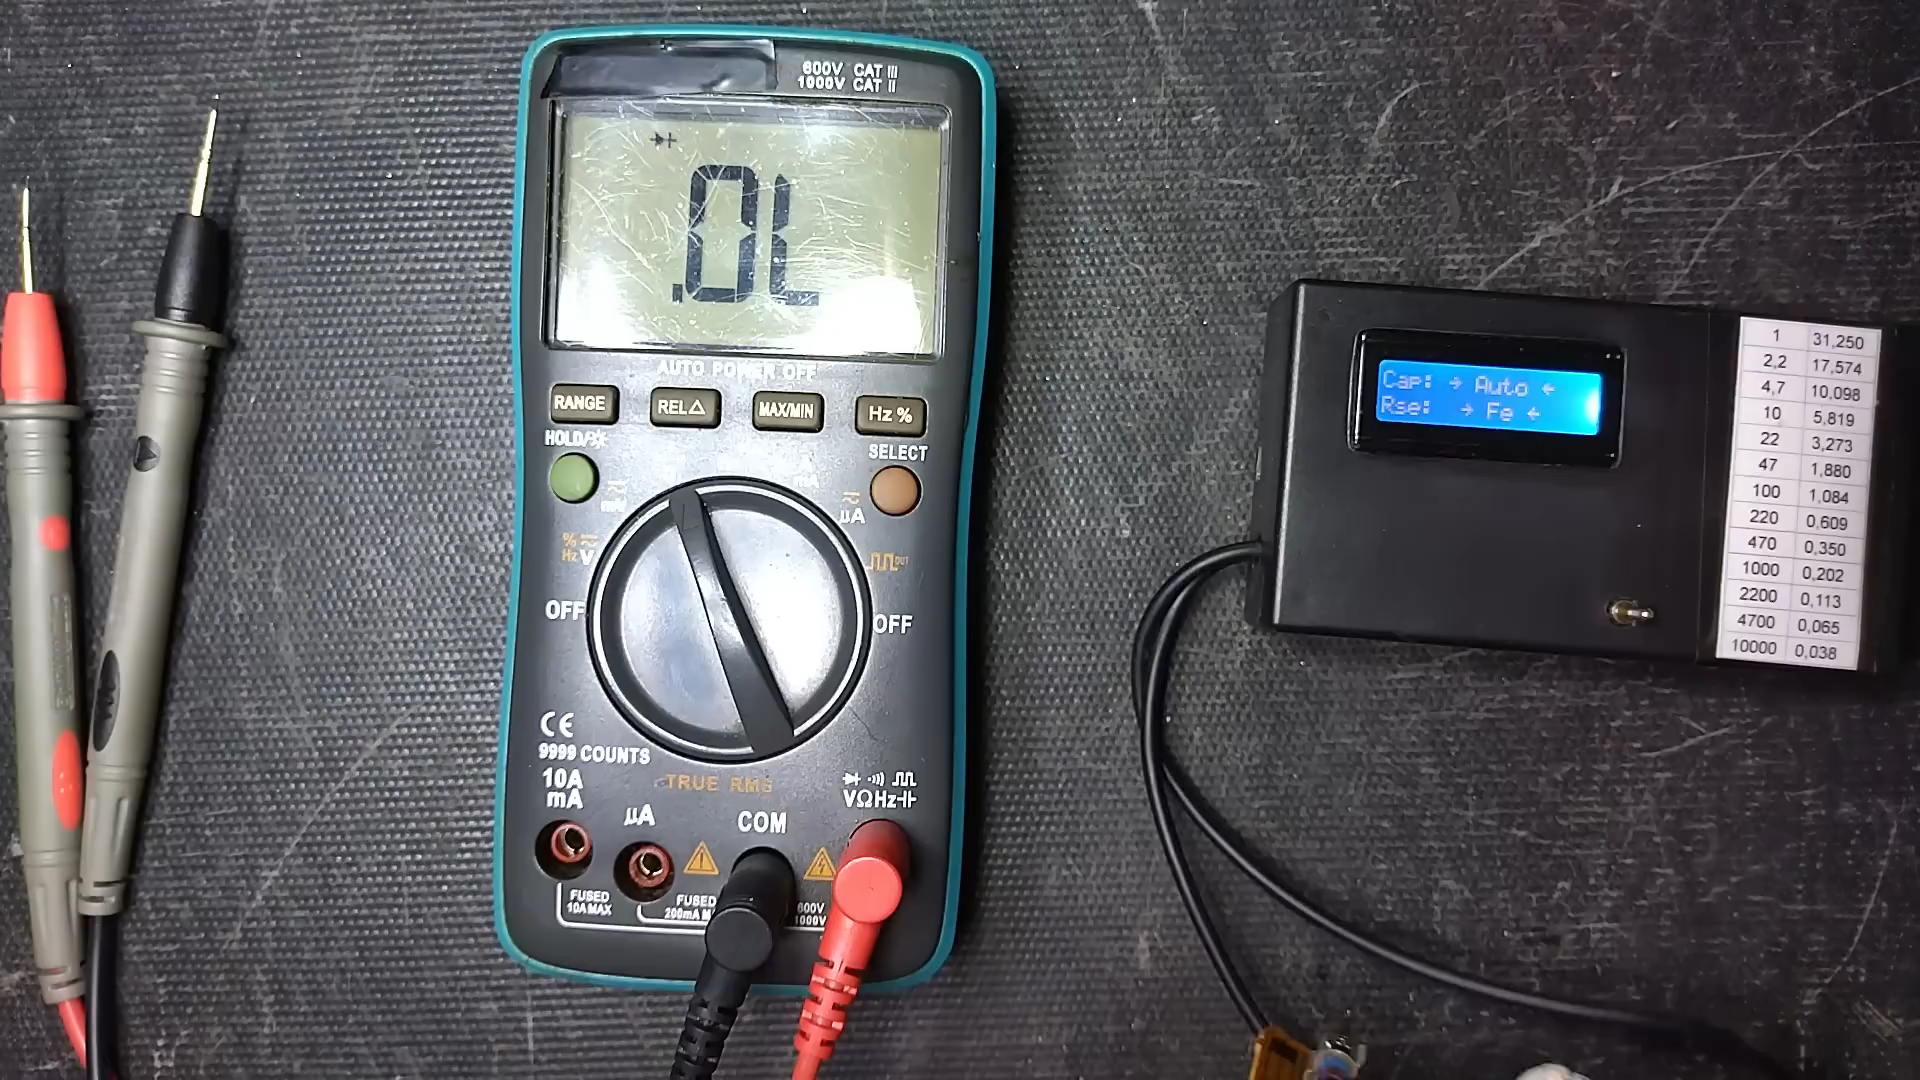 600V CAT III
1000V CAT II
.0L
AUTO POWER OFF
RANGE
REL△
MAX/MIN
Hz %
HOLD/
SELECT
mA
µA
% Hz V
OUT
OFF
OFF
CE
9999 COUNTS
10A
mA
TRUE RMS
VΩHz
µA
COM
FUSED
10A MAX
FUSED
200mA M
600V
1000V
Cap: → Auto ←
Rse: → Fe ←
1 31,250
2,2 17,574
4,7 10,098
10 5,819
22 3,273
47 1,880
100 1,084
220 0,609
470 0,350
1000 0,202
2200 0,113
4700 0,065
10000 0,038